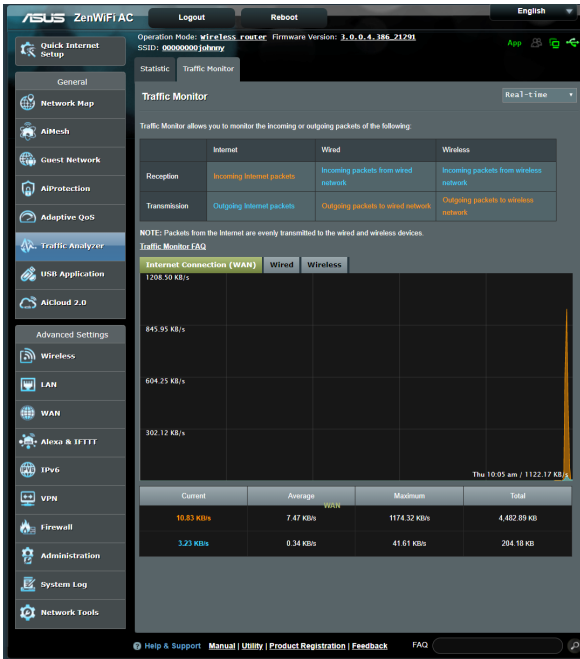 ASUS ZenWiFi AC Logout Reboot English
Operation Mode: wireless router Firmware Version: 3.0.0.4.386_21291
SSID: 00000000johnny App
Quick Internet
Setup
General
Network Map
AiMesh
Guest Network
AiProtection
Adaptive QoS
Traffic Analyzer
USB Application
AiCloud 2.0
Advanced Settings
Wireless
LAN
WAN
Alexa & IFTTT
IPv6
VPN
Firewall
Administration
System Log
Network Tools
Statistic Traffic Monitor
Traffic Monitor Real-time
Traffic Monitor allows you to monitor the incoming or outgoing packets of the following:
Internet Wired Wireless
Reception Incoming Internet packets Incoming packets from wired network Incoming packets from wireless network
Transmission Outgoing Internet packets Outgoing packets to wired network Outgoing packets to wireless network
NOTE: Packets from the Internet are evenly transmitted to the wired and wireless devices.
Traffic Monitor FAQ
Internet Connection (WAN) Wired Wireless
1208.50 KB/s
845.95 KB/s
604.25 KB/s
302.12 KB/s
Thu 10:05 am / 1122.17 KB/s
Current Average Maximum Total
WAN
10.83 KB/s 7.47 KB/s 1174.32 KB/s 4,482.89 KB
3.23 KB/s 0.34 KB/s 41.61 KB/s 204.18 KB
Help & Support Manual | Utility | Product Registration | Feedback FAQ